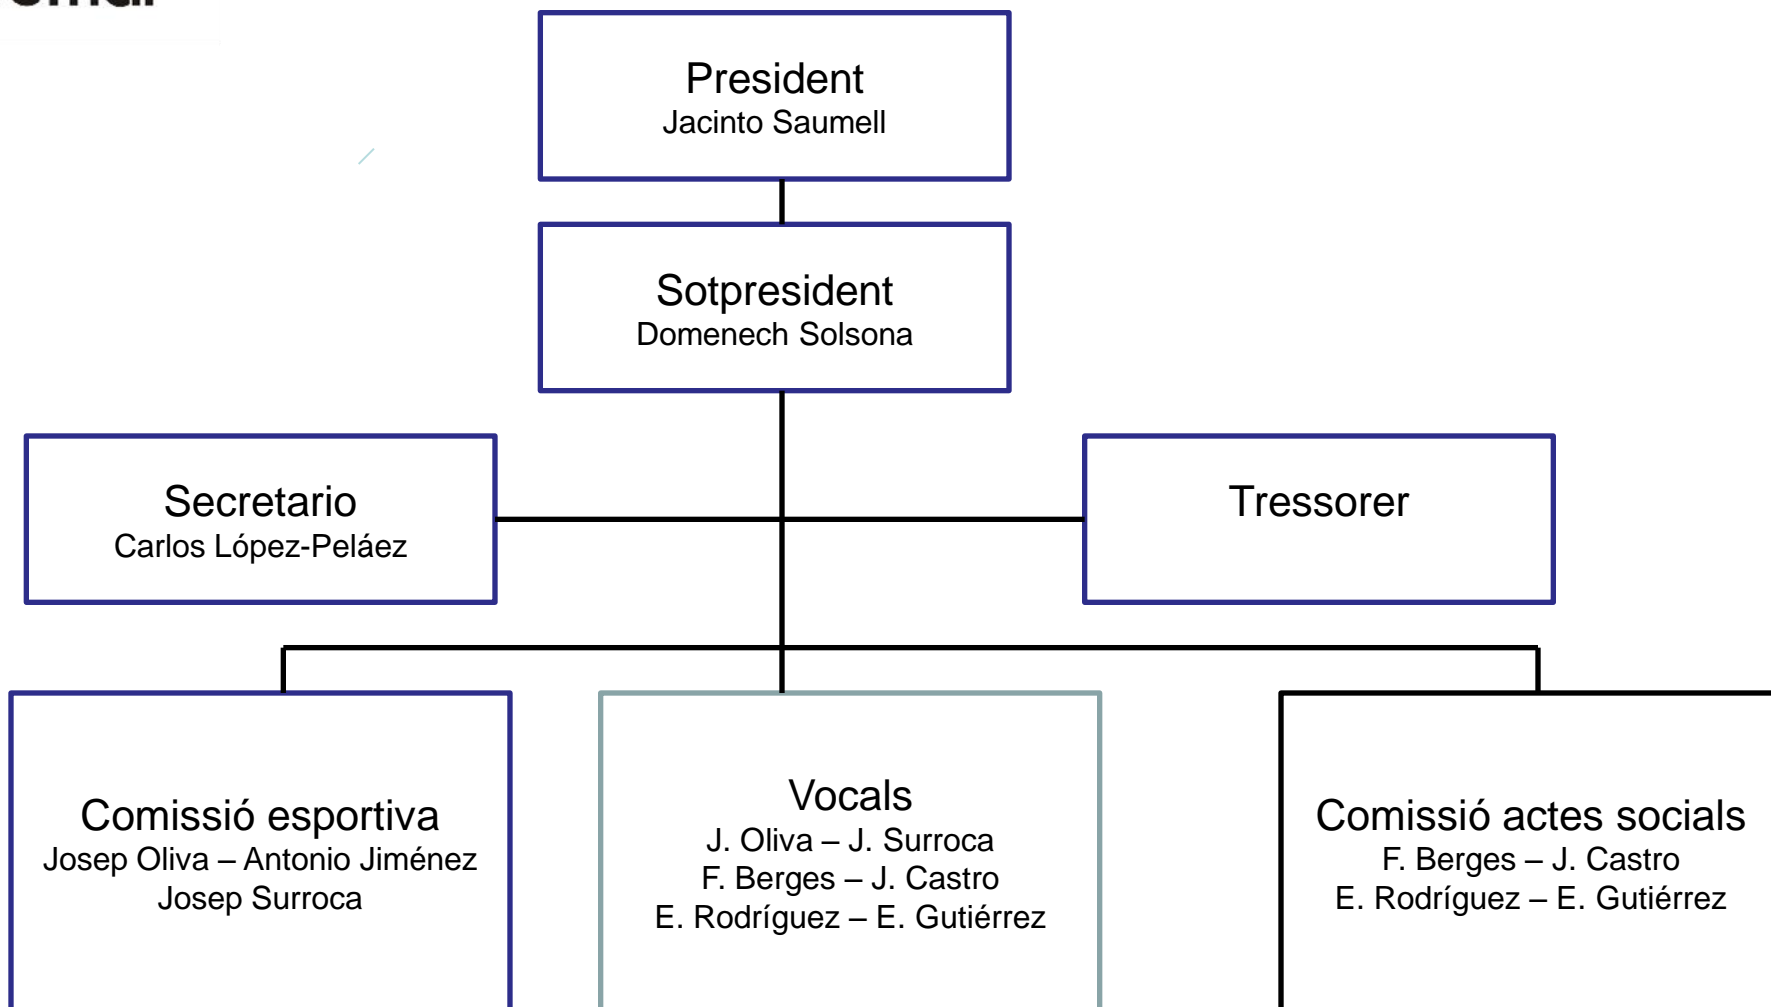 President
Jacinto Saumell
Sotpresident
Domenech Solsona
Secretario
Carlos López-Peláez
Tressorer
Comissió esportiva
Josep Oliva – Antonio Jiménez
Josep Surroca
Vocals
J. Oliva – J. Surroca
F. Berges – J. Castro
E. Rodríguez – E. Gutiérrez
Comissió actes socials
F. Berges – J. Castro
E. Rodríguez – E. Gutiérrez